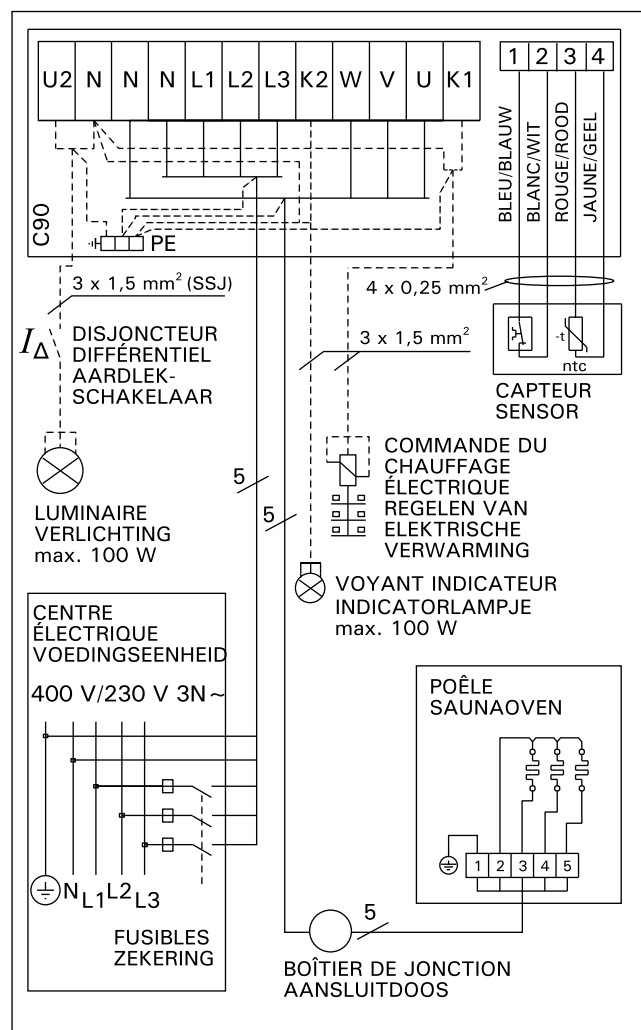 U2 N N N L1 L2 L3 K2 W V U K1
1 2 3 4
BLEU/BLAUW
BLANC/WIT
ROUGE/ROOD
JAUNE/GEEL
C90
PE
3 x 1,5 mm² (SSJ)
4 x 0,25 mm²
I∆
DISJONCTEUR
DIFFÉRENTIEL
AARDLEK-
SCHAKELAAR
3 x 1,5 mm²
-t
ntc
CAPTEUR
SENSOR
LUMINAIRE
VERLICHTING
max. 100 W
5
5
COMMANDE DU
CHAUFFAGE
ÉLECTRIQUE
REGELEN VAN
ELEKTRISCHE
VERWARMING
VOYANT INDICATEUR
INDICATORLAMPJE
max. 100 W
CENTRE
ÉLECTRIQUE
VOEDINGSEENHEID
400 V/230 V 3N~
N L1 L2 L3
FUSIBLES
ZEKERING
POÊLE
SAUNAOVEN
1 2 3 4 5
5
BOÎTIER DE JONCTION
AANSLUITDOOS